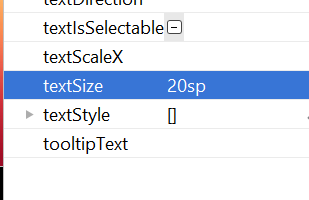 textDirection
textIsSelectable
textScaleX
textSize 20sp
textStyle []
tooltipText